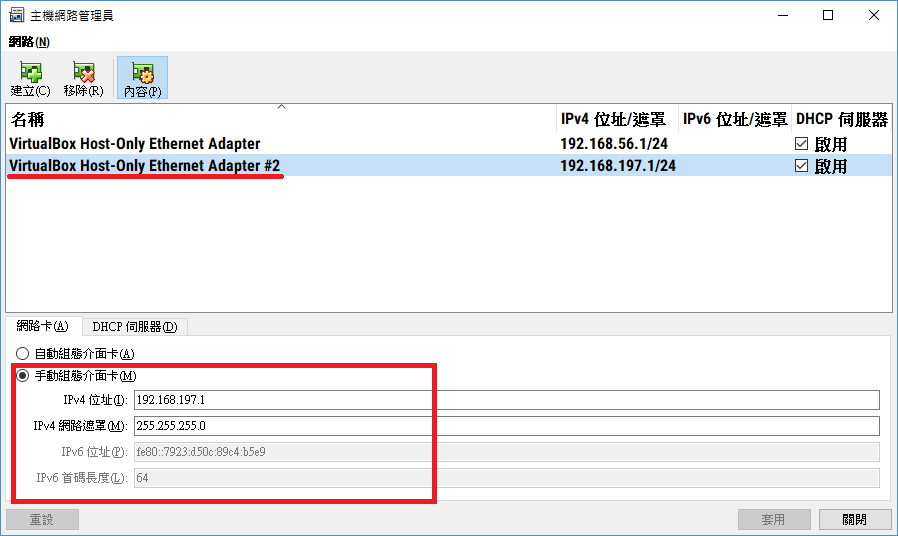 主機網路管理員
網路(N)
建立(C) 移除(R) 內容(P)
名稱 IPv4 位址/遮罩 IPv6 位址/遮罩 DHCP 伺服器
VirtualBox Host-Only Ethernet Adapter 192.168.56.1/24 啟用
VirtualBox Host-Only Ethernet Adapter #2 192.168.197.1/24 啟用
網路卡(A) DHCP 伺服器(D)
自動組態介面卡(A)
手動組態介面卡(M)
IPv4 位址(I): 192.168.197.1
IPv4 網路遮罩(M): 255.255.255.0
IPv6 位址(P): fe80::7923:d50c:89c4:b5e9
IPv6 首碼長度(L): 64
重設 套用 關閉